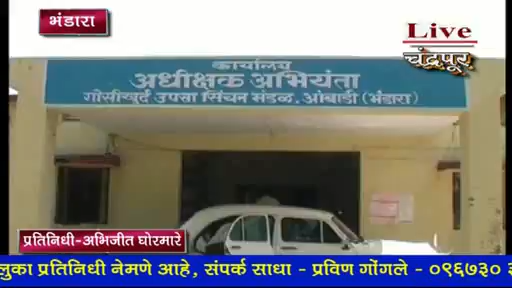 भंडारा
Live
चंद्रपूर
कार्यालय
अधीक्षक अभियंता
गोसीखुर्द उपसा सिंचन मंडळ, आंबाडी (भंडारा)
LIVE
प्रतिनिधी-अभिजीत घोरमारे
लुका प्रतिनिधी नेमणे आहे, संपर्क साधा - प्रविण गोंगले - ०९६७३०